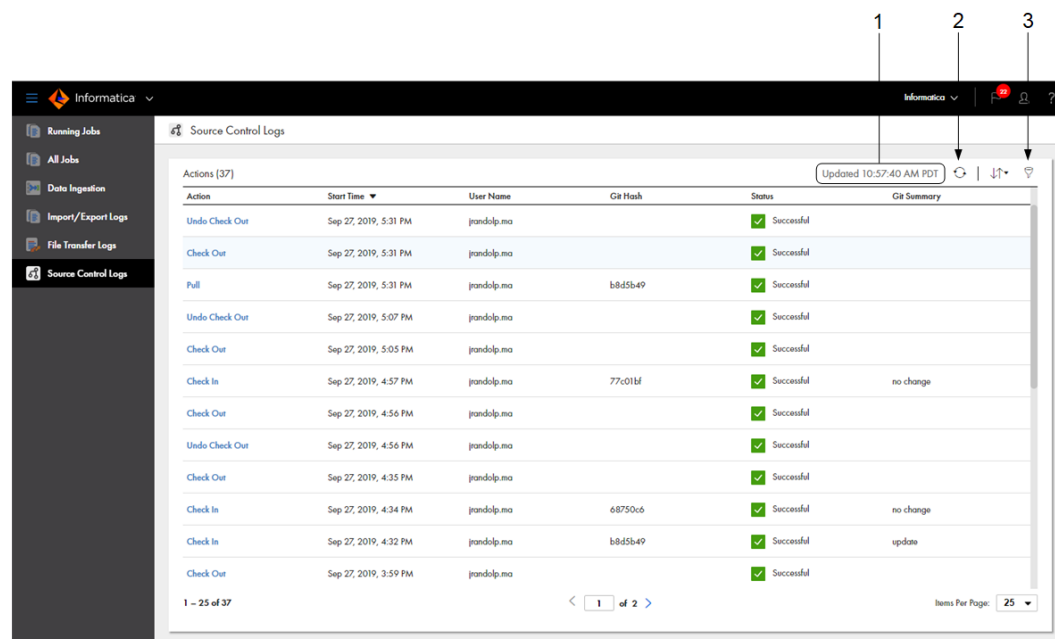 1 2 3
Informatica Informatica 22 ?
Running Jobs
All Jobs
Data Ingestion
Import/Export Logs
File Transfer Logs
Source Control Logs
Source Control Logs
Actions (37) Updated 10:57:40 AM PDT
Action Start Time User Name Git Hash Status Git Summary
Undo Check Out Sep 27, 2019, 5:31 PM jrandolp.ma Successful
Check Out Sep 27, 2019, 5:31 PM jrandolp.ma Successful
Pull Sep 27, 2019, 5:31 PM jrandolp.ma b8d5b49 Successful
Undo Check Out Sep 27, 2019, 5:07 PM jrandolp.ma Successful
Check Out Sep 27, 2019, 5:05 PM jrandolp.ma Successful
Check In Sep 27, 2019, 4:57 PM jrandolp.ma 77c01bf Successful no change
Check Out Sep 27, 2019, 4:56 PM jrandolp.ma Successful
Undo Check Out Sep 27, 2019, 4:56 PM jrandolp.ma Successful
Check Out Sep 27, 2019, 4:35 PM jrandolp.ma Successful
Check In Sep 27, 2019, 4:34 PM jrandolp.ma 68750c6 Successful no change
Check In Sep 27, 2019, 4:32 PM jrandolp.ma b8d5b49 Successful update
Check Out Sep 27, 2019, 3:59 PM jrandolp.ma Successful
1 – 25 of 37 1 of 2 Items Per Page: 25